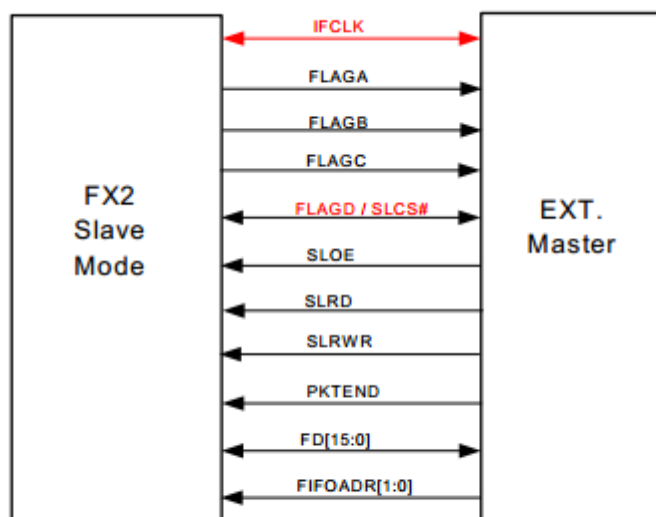 IFCLK
FLAGA
FLAGB
FLAGC
FX2
Slave
Mode
FLAGD / SLCS#
EXT.
Master
SLOE
SLRD
SLRWR
PKTEND
FD[15:0]
FIFOADR[1:0]